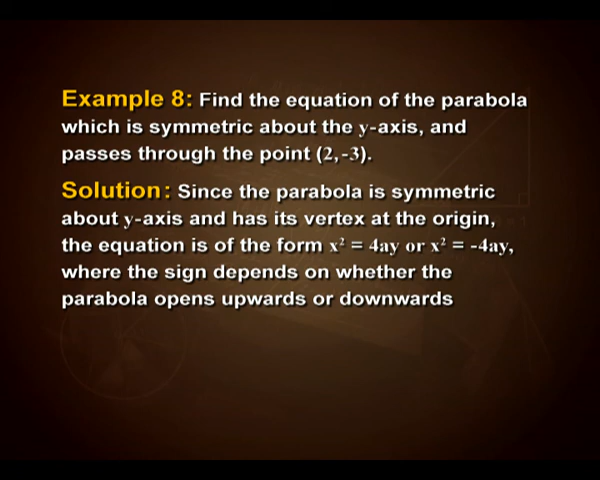 Example 8: Find the equation of the parabola
which is symmetric about the y-axis, and
passes through the point (2,-3).
Solution: Since the parabola is symmetric
about y-axis and has its vertex at the origin,
the equation is of the form x² = 4ay or x² = -4ay,
where the sign depends on whether the
parabola opens upwards or downwards